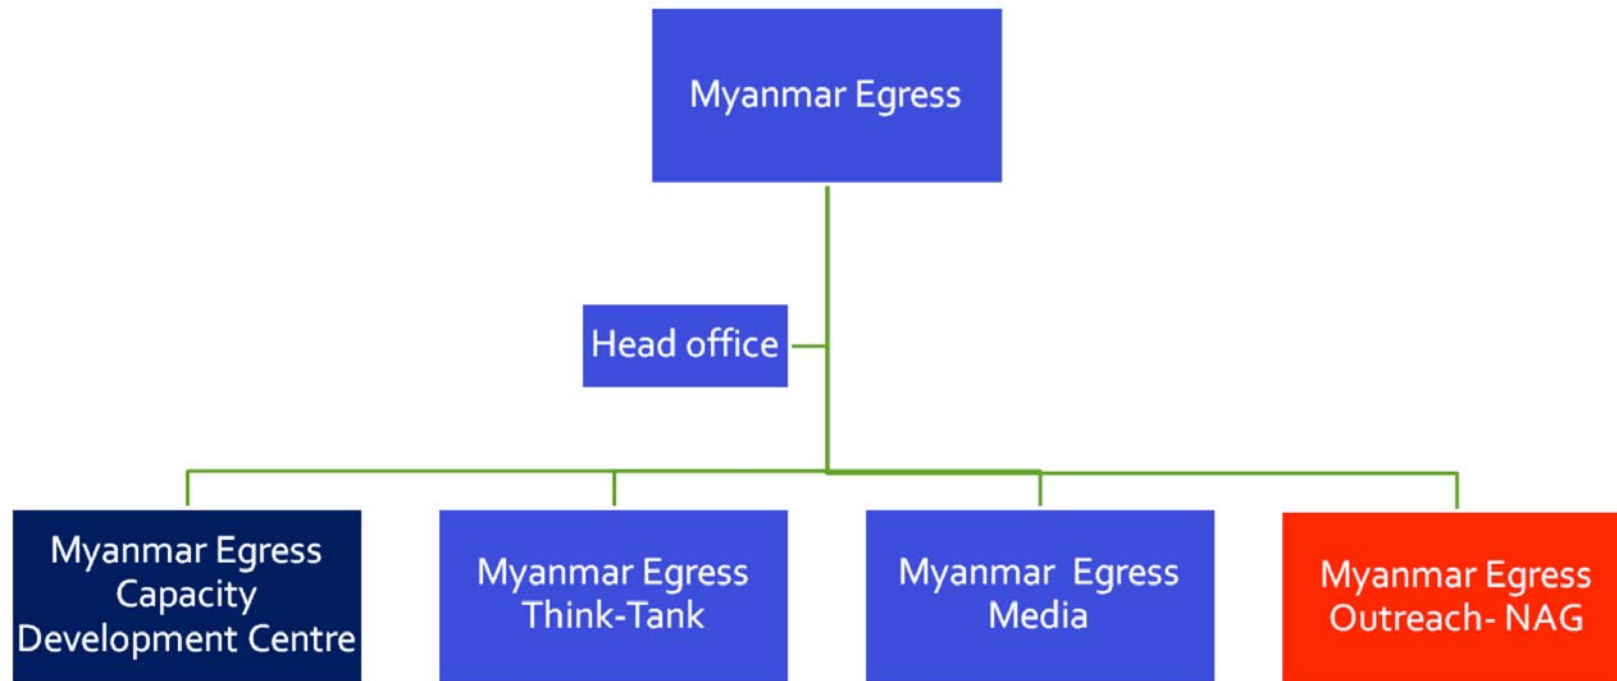 Myanmar Egress
Head office
Myanmar Egress
Capacity
Development Centre
Myanmar Egress
Think-Tank
Myanmar  Egress
Media
Myanmar Egress
Outreach- NAG